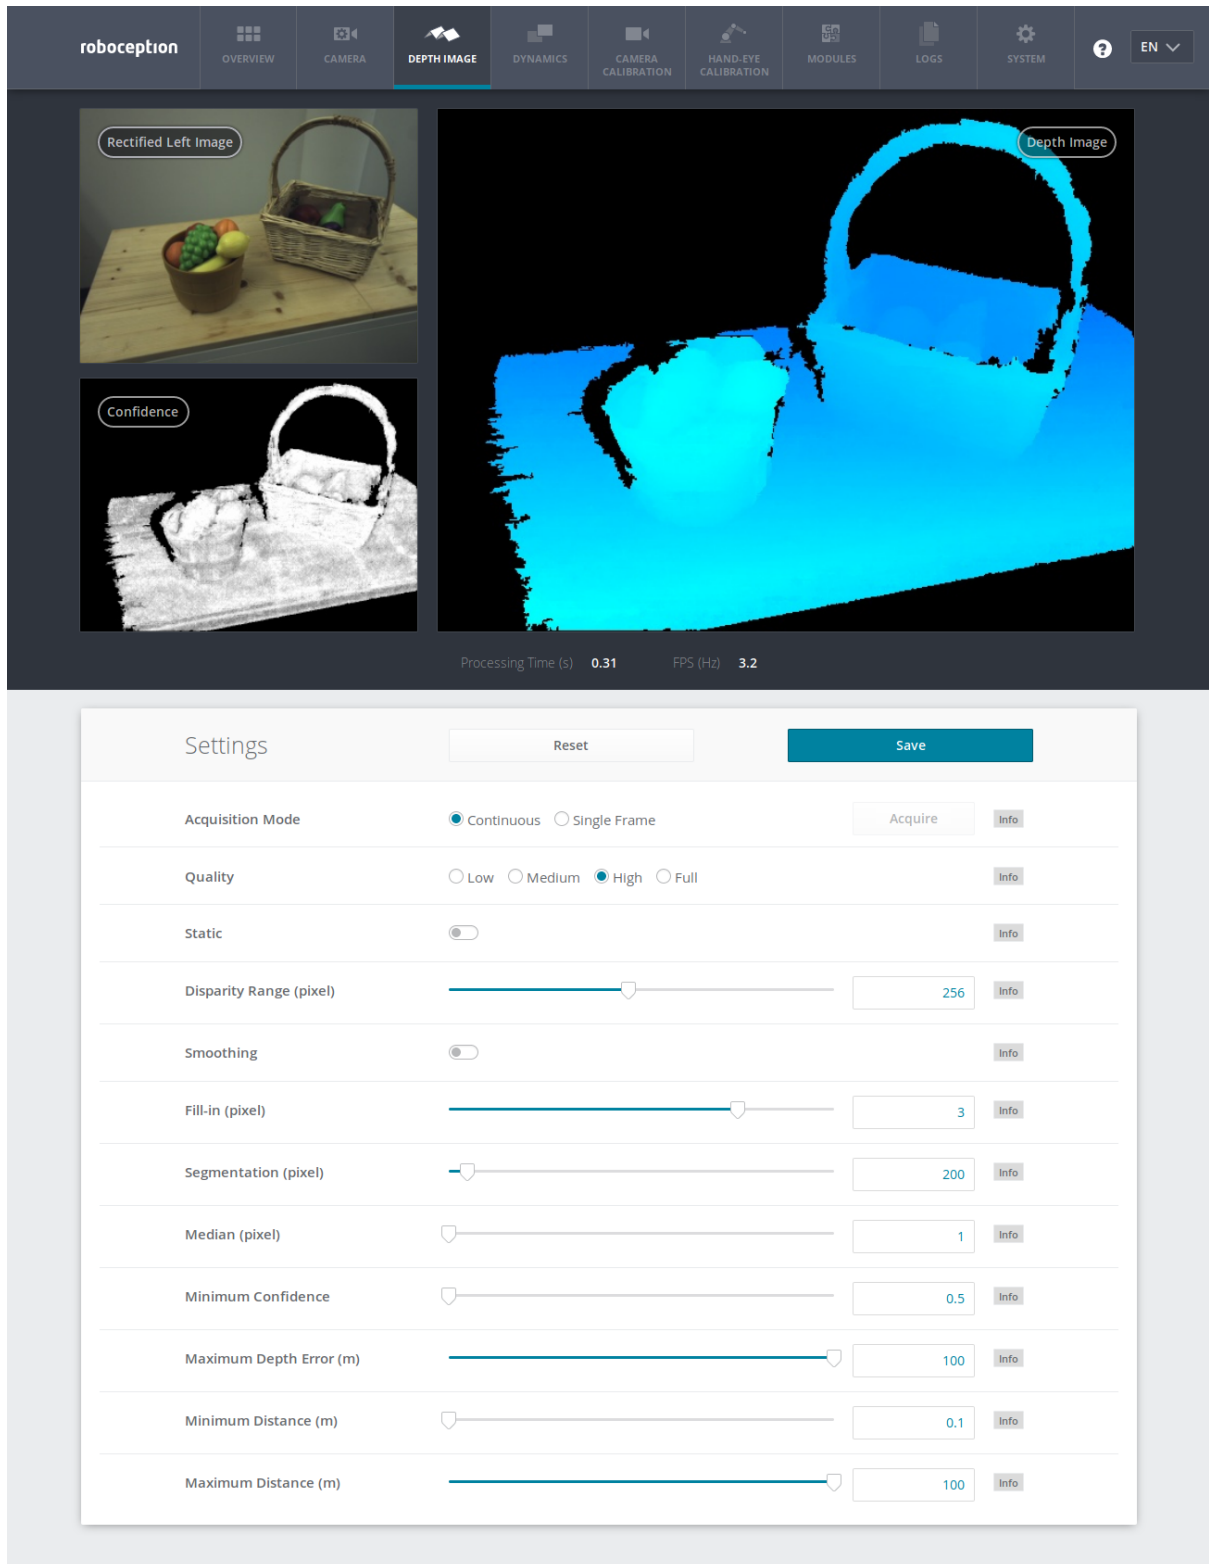 roboception
OVERVIEW
CAMERA
DEPTH IMAGE
DYNAMICS
CAMERA
CALIBRATION
HAND-EYE
CALIBRATION
MODULES
LOGS
SYSTEM
?
EN
Rectified Left Image
Depth Image
Confidence
Processing Time (s) 0.31 FPS (Hz) 3.2
Settings Reset Save
Acquisition Mode Continuous Single Frame Acquire Info
Quality Low Medium High Full Info
Static Info
Disparity Range (pixel) 256 Info
Smoothing Info
Fill-in (pixel) 3 Info
Segmentation (pixel) 200 Info
Median (pixel) 1 Info
Minimum Confidence 0.5 Info
Maximum Depth Error (m) 100 Info
Minimum Distance (m) 0.1 Info
Maximum Distance (m) 100 Info